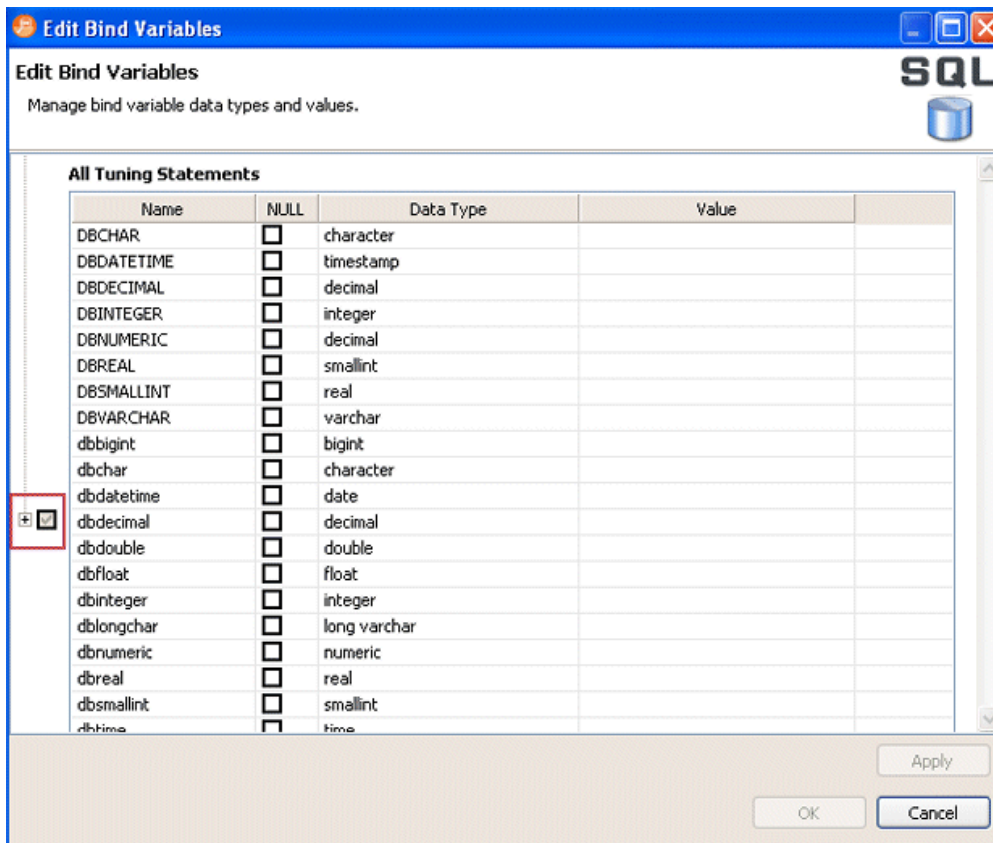 Edit Bind Variables
Edit Bind Variables
SQL
Manage bind variable data types and values.
All Tuning Statements
Name NULL Data Type Value
DBCHAR character
DBDATETIME timestamp
DBDECIMAL decimal
DBINTEGER integer
DBNUMERIC decimal
DBREAL smallint
DBSMALLINT real
DBVARCHAR varchar
dbbigint bigint
dbchar character
dbdatetime date
dbdecimal decimal
dbdouble double
dbfloat float
dbinteger integer
dblongchar long varchar
dbnumeric numeric
dbreal real
dbsmallint smallint
dbtime time
Apply
OK Cancel